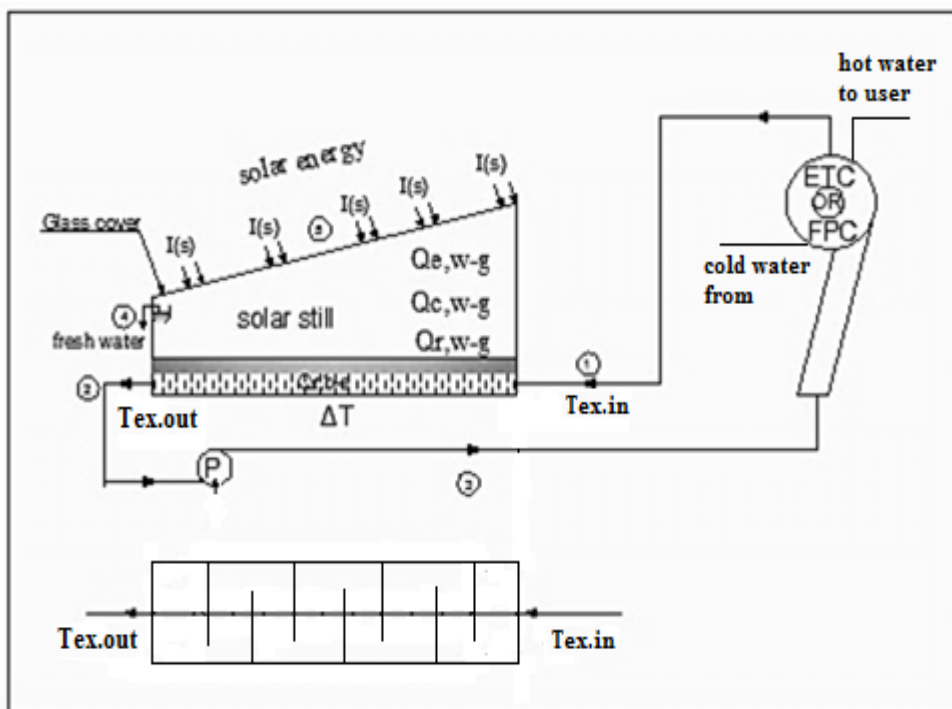 hot water
to user
solar energy
I(s)
I(s)
I(s)
I(s)
I(s)
ETC
OR
FPC
Glass cover
5
Qe,w-g
cold water
from
4
solar still
Qc,w-g
fresh water
Qr,w-g
1
2
Tex.out
ΔT
Tex.in
P
3
Tex.out
Tex.in